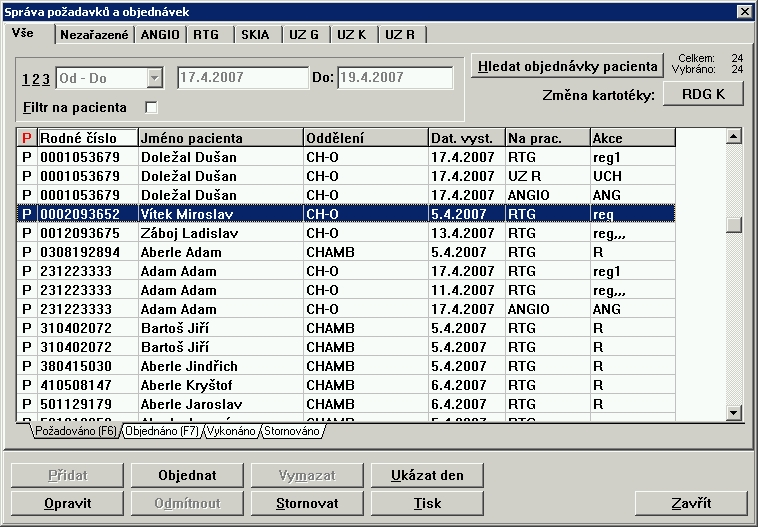 Správa požadavků a objednávek
Vše Nezařazené ANGIO RTG SKIA UZ G UZ K UZ R
1 2 3 Od - Do 17.4.2007 Do: 19.4.2007
Filtr na pacienta
Hledat objednávky pacienta
Celkem: 24
Vybráno: 24
Změna kartotéky: RDG K
P Rodné číslo Jméno pacienta Oddělení Dat. vyst. Na prac. Akce
P 0001053679 Doležal Dušan CH-O 17.4.2007 RTG reg1
P 0001053679 Doležal Dušan CH-O 17.4.2007 UZ R UCH
P 0001053679 Doležal Dušan CH-O 17.4.2007 ANGIO ANG
P 0002093652 Vítek Miroslav CH-O 5.4.2007 RTG reg
P 0012093675 Záboj Ladislav CH-O 13.4.2007 RTG reg,,,
P 0308192894 Aberle Adam CHAMB 5.4.2007 RTG R
P 231223333 Adam Adam CH-O 17.4.2007 RTG reg1
P 231223333 Adam Adam CH-O 11.4.2007 RTG reg,,,
P 231223333 Adam Adam CH-O 17.4.2007 ANGIO ANG
P 310402072 Bartoš Jiří CHAMB 5.4.2007 RTG R
P 310402072 Bartoš Jiří CHAMB 5.4.2007 RTG R
P 380415030 Aberle Jindřich CHAMB 6.4.2007 RTG R
P 410508147 Aberle Kryštof CHAMB 6.4.2007 RTG R
P 501129179 Aberle Jaroslav CHAMB 6.4.2007 RTG R
Požadováno (F6) Objednáno (F7) Vykonáno Stornováno
Přidat Objednat Vymazat Ukázat den
Opravit Odmítnout Stornovat Tisk Zavřít